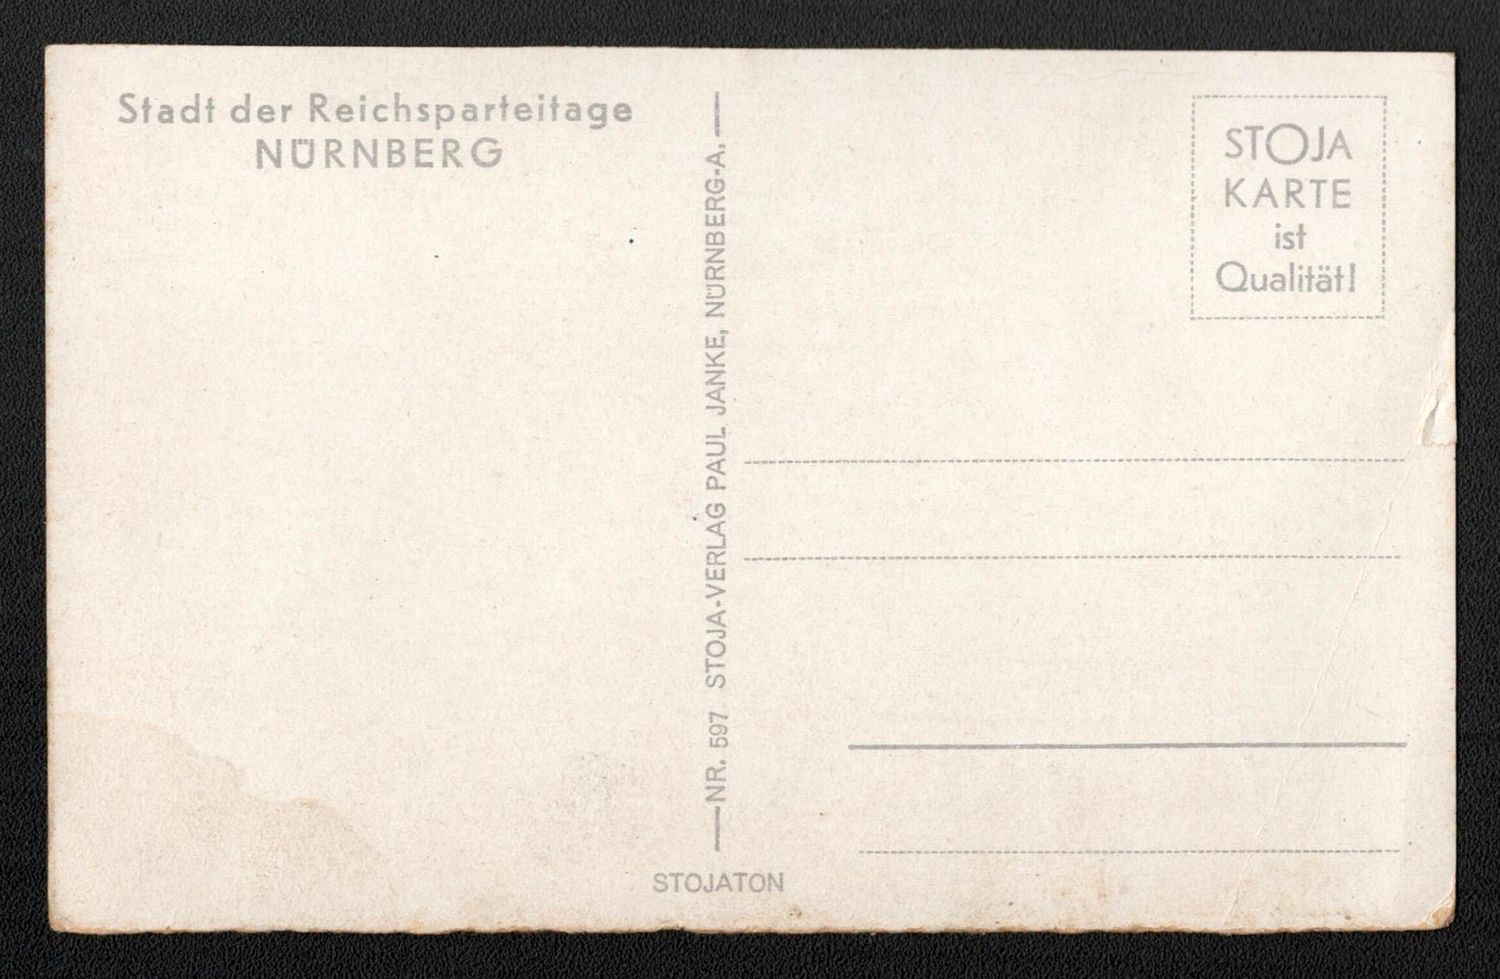 Stadt der Reichsparteitage
NÜRNBERG
NR. 597 STOJA-VERLAG PAUL JANKE, NÜRNBERG-A.
STOJA
KARTE
ist
Qualität!
STOJATON